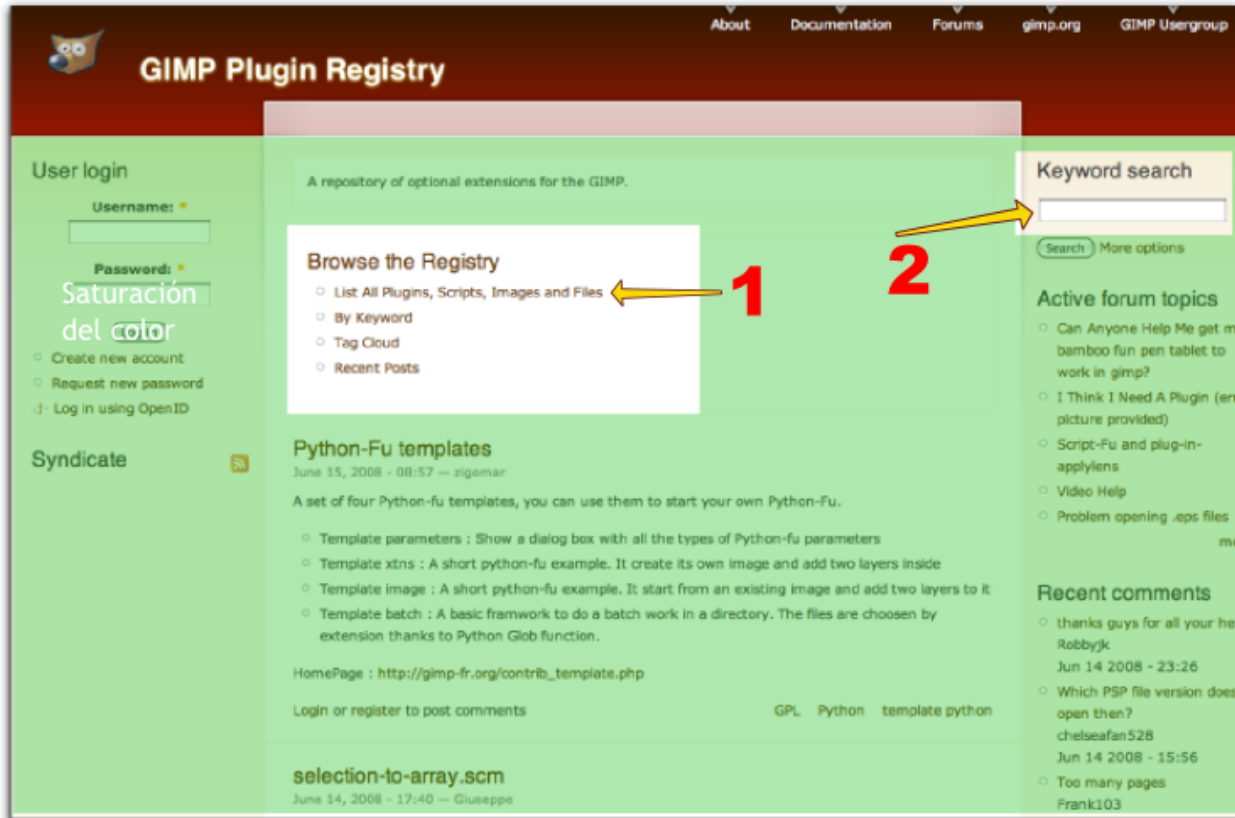 About Documentation Forums gimp.org GIMP Usergroup
GIMP Plugin Registry
User login
Username: *
Password: *
Saturación
del color
Create new account
Request new password
Log in using OpenID
Syndicate
A repository of optional extensions for the GIMP.
Browse the Registry
List All Plugins, Scripts, Images and Files
By Keyword
Tag Cloud
Recent Posts
1
2
Python-Fu templates
June 15, 2008 - 08:57 — zigomar
A set of four Python-fu templates, you can use them to start your own Python-Fu.
Template parameters : Show a dialog box with all the types of Python-fu parameters
Template xtns : A short python-fu example. It create its own image and add two layers inside
Template image : A short python-fu example. It start from an existing image and add two layers to it
Template batch : A basic framwork to do a batch work in a directory. The files are choosen by
extension thanks to Python Glob function.
HomePage : http://gimp-fr.org/contrib_template.php
Login or register to post comments GPL Python template python
selection-to-array.scm
June 14, 2008 - 17:40 — Giuseppe
Keyword search
Search More options
Active forum topics
Can Anyone Help Me get m
bamboo fun pen tablet to
work in gimp?
I Think I Need A Plugin (err
picture provided)
Script-Fu and plug-in-
applylens
Video Help
Problem opening .eps files
Recent comments
thanks guys for all your he
Robbyjk
Jun 14 2008 - 23:26
Which PSP file version does
open then?
chelseafan528
Jun 14 2008 - 15:56
Too many pages
Frank103